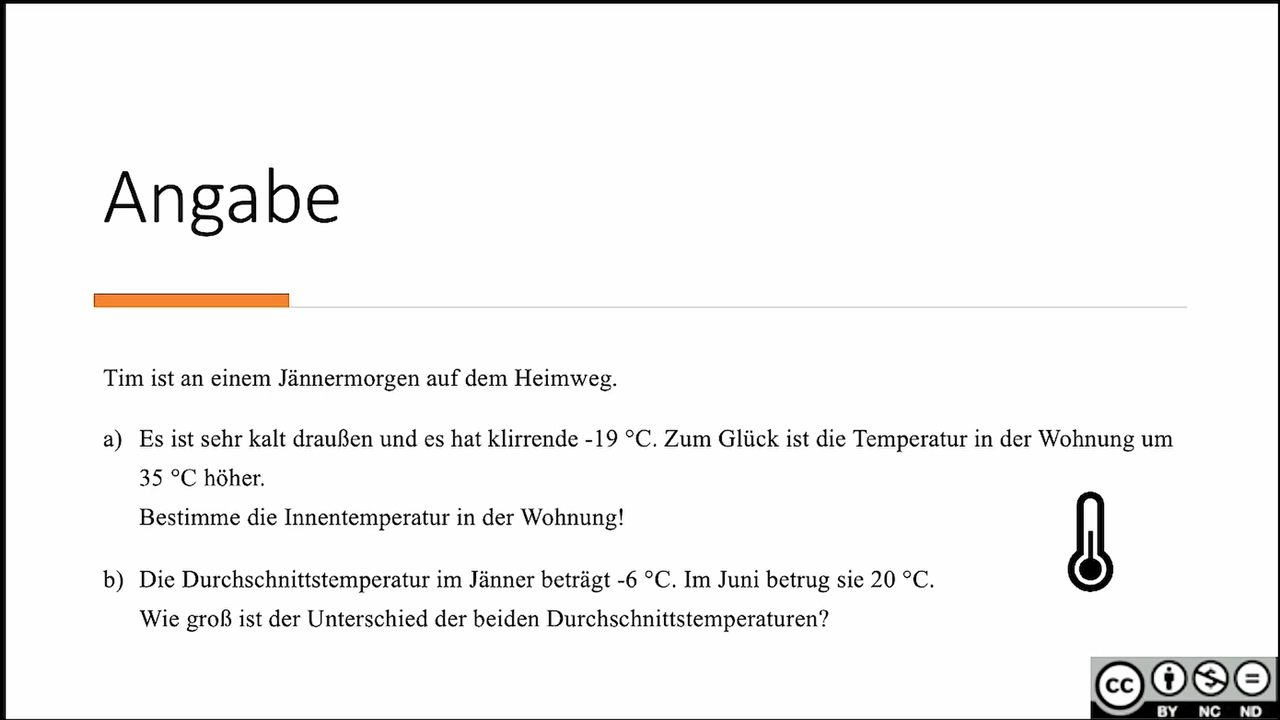 Angabe
Tim ist an einem Jännermorgen auf dem Heimweg.
a) Es ist sehr kalt draußen und es hat klirrende -19 °C. Zum Glück ist die Temperatur in der Wohnung um
35 °C höher.
Bestimme die Innentemperatur in der Wohnung!
b) Die Durchschnittstemperatur im Jänner beträgt -6 °C. Im Juni betrug sie 20 °C.
Wie groß ist der Unterschied der beiden Durchschnittstemperaturen?
cc
BY NC ND